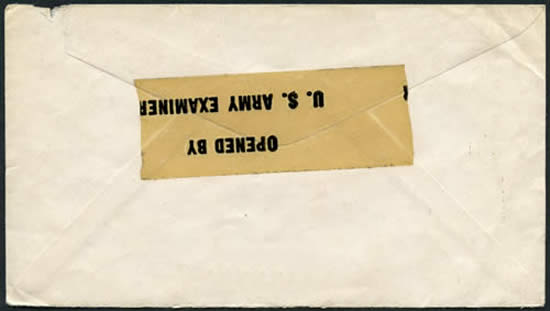 OPENED BY
U. S. ARMY EXAMINER